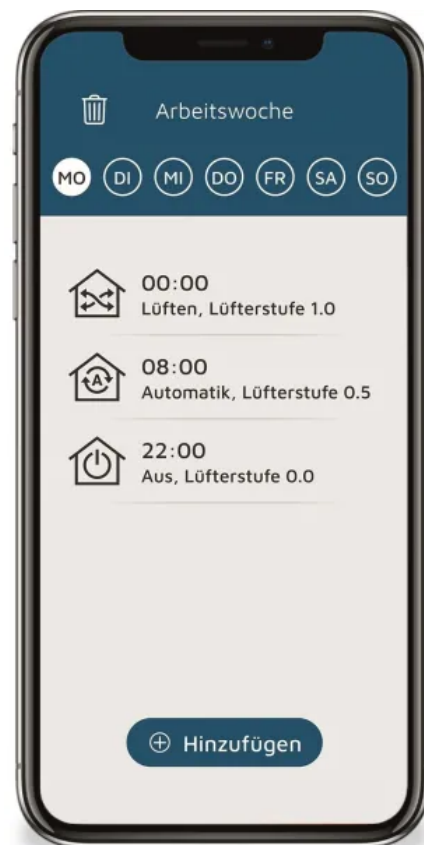 Arbeitswoche
MO DI MI DO FR SA SO
00:00
Lüften, Lüfterstufe 1.0
A
08:00
Automatik, Lüfterstufe 0.5
22:00
Aus, Lüfterstufe 0.0
Hinzufügen